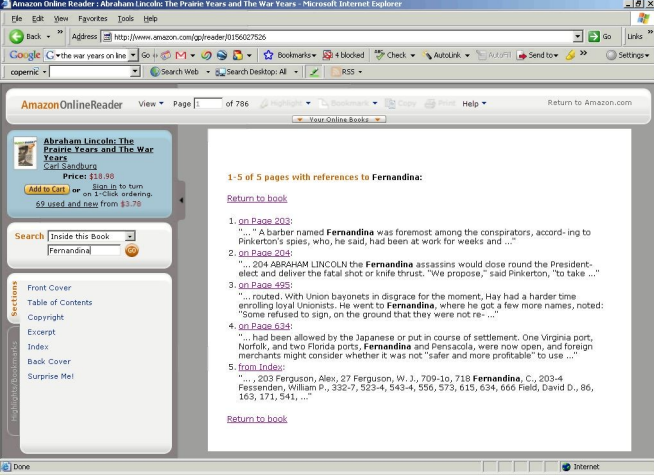 Amazon Online Reader : Abraham Lincoln: The Prairie Years and The War Years - Microsoft Internet Explorer
File Edit View Favorites Tools Help
Back » Address http://www.amazon.com/gp/reader/0156027526 Go Links »
Google G the war years on line Go Bookmarks 4 blocked Check AutoLink AutoFill Send to » Settings
copernic Search Web Search Desktop: All RSS
Amazon Online Reader View Page 1 of 786 Highlight Bookmark Copy Print Help Return to Amazon.com
Your Online Books
Abraham Lincoln: The
Prairie Years and The War
Years
Carl Sandburg
Price: $18.90
Add to Cart or Sign in to turn
on 1-Click ordering.
69 used and new from $3.78
Search Inside this Book
Fernandina GO
Sections
Highlights/Bookmarks
Front Cover
Table of Contents
Copyright
Excerpt
Index
Back Cover
Surprise Me!
1-5 of 5 pages with references to Fernandina:
Return to book
1. on Page 203:
"... " A barber named Fernandina was foremost among the conspirators, accord- ing to
Pinkerton's spies, who, he said, had been at work for weeks and ..."
2. on Page 204:
"... 204 ABRAHAM LINCOLN the Fernandina assassins would close round the President-
elect and deliver the fatal shot or knife thrust. "We propose," said Pinkerton, "to take ..."
3. on Page 495:
"... routed. With Union bayonets in disgrace for the moment, Hay had a harder time
enrolling loyal Unionists. He went to Fernandina, where he got a few more names, noted:
"Some refused to sign, on the ground that they were not re- ..."
4. on Page 634:
"... had been allowed by the Japanese or put in course of settlement. One Virginia port,
Norfolk, and two Florida ports, Fernandina and Pensacola, were now open, and foreign
merchants might consider whether it was not "safer and more profitable" to use ..."
5. from Index:
"... , 203 Ferguson, Alex, 27 Ferguson, W. J., 709-1o, 718 Fernandina, C., 203-4
Fessenden, William P., 332-7, 523-4, 543-4, 556, 573, 615, 634, 666 Field, David D., 86,
163, 171, 541, ..."
Return to book
Done Internet